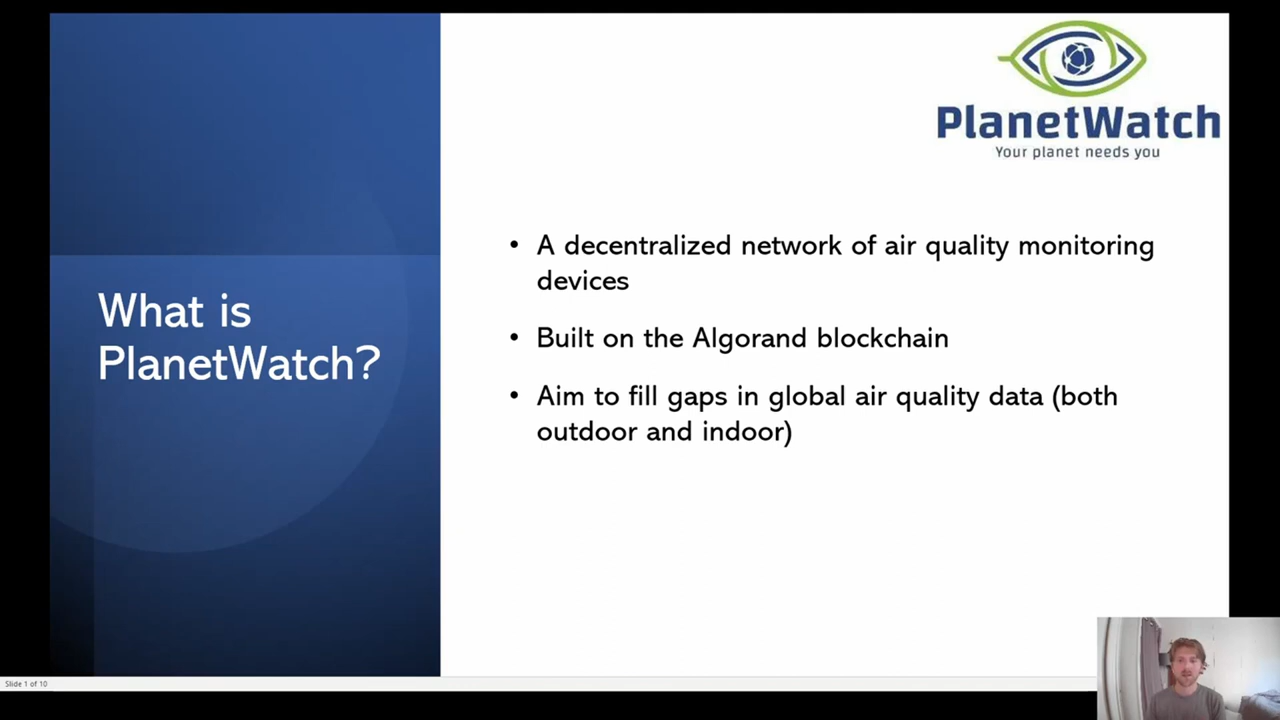 PlanetWatch
Your planet needs you
What is
PlanetWatch?
• A decentralized network of air quality monitoring
devices
• Built on the Algorand blockchain
• Aim to fill gaps in global air quality data (both
outdoor and indoor)
Slide 1 of 10